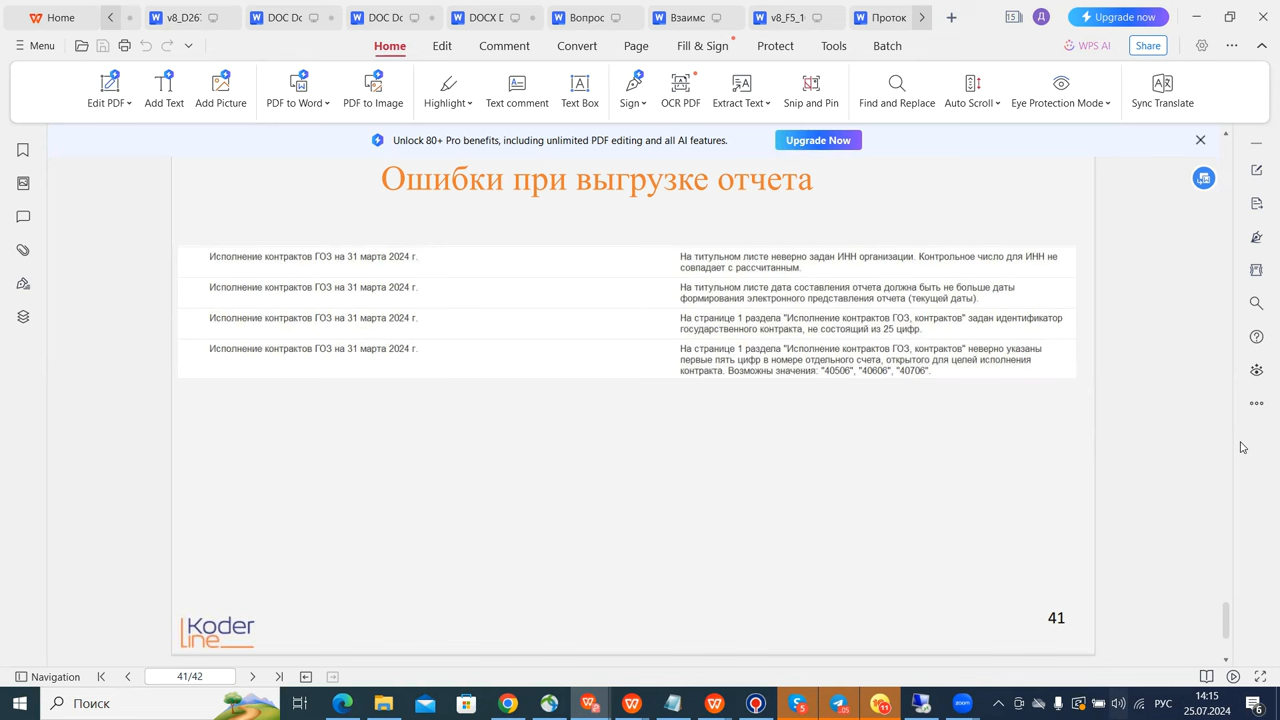 Home
v8_D26
DOC Do
DOC Do
DOCX D
Вопрос
Взаимс
v8_F5_1
Проток
15
Д
Upgrade now
Menu
Home
Edit
Comment
Convert
Page
Fill & Sign
Protect
Tools
Batch
WPS AI
Share
Edit PDF
Add Text
Add Picture
PDF to Word
PDF to Image
Highlight
Text comment
Text Box
Sign
OCR PDF
Extract Text
Snip and Pin
Find and Replace
Auto Scroll
Eye Protection Mode
Sync Translate
Unlock 80+ Pro benefits, including unlimited PDF editing and all AI features.
Upgrade Now
Ошибки при выгрузке отчета
Исполнение контрактов ГОЗ на 31 марта 2024 г.
На титульном листе неверно задан ИНН организации. Контрольное число для ИНН не
совпадает с рассчитанным.
Исполнение контрактов ГОЗ на 31 марта 2024 г.
На титульном листе дата составления отчета должна быть не больше даты
формирования электронного представления отчета (текущей даты).
Исполнение контрактов ГОЗ на 31 марта 2024 г.
На странице 1 раздела "Исполнение контрактов ГОЗ, контрактов" задан идентификатор
государственного контракта, не состоящий из 25 цифр.
Исполнение контрактов ГОЗ на 31 марта 2024 г.
На странице 1 раздела "Исполнение контрактов ГОЗ, контрактов" неверно указаны
первые пять цифр в номере отдельного счета, открытого для целей исполнения
контракта. Возможны значения: "40506", "40606", "40706".
Koder
line
41
Navigation
41/42
Поиск
5
.05
11
РУС
14:15
25.07.2024
6